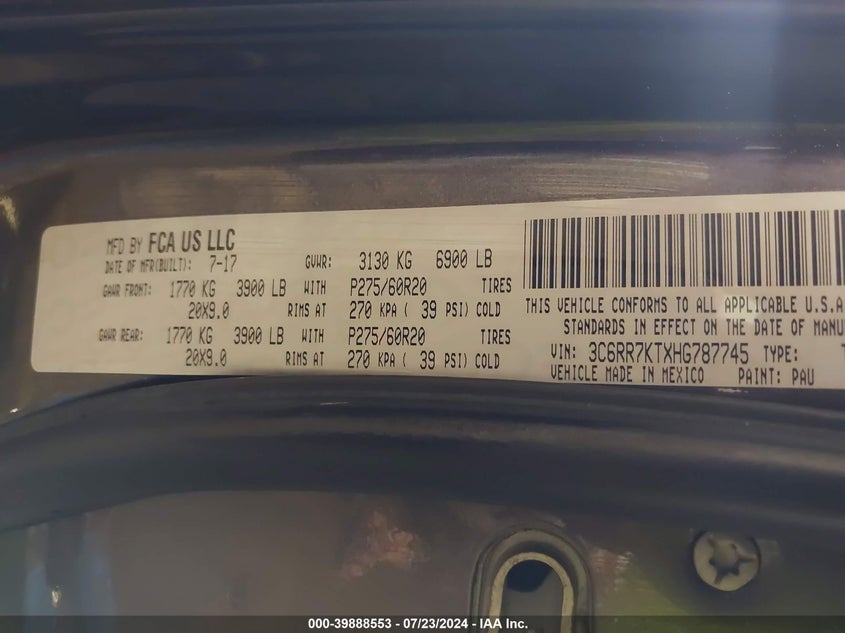 MFD BY FCA US LLC
DATE OF MFR(BUILT): 7-17 GVWR: 3130 KG 6900 LB
GAWR FRONT: 1770 KG 3900 LB WITH P275/60R20 TIRES
20X9.0 RIMS AT 270 KPA ( 39 PSI) COLD
GAWR REAR: 1770 KG 3900 LB WITH P275/60R20 TIRES
20X9.0 RIMS AT 270 KPA ( 39 PSI) COLD
THIS VEHICLE CONFORMS TO ALL APPLICABLE U.S.A
STANDARDS IN EFFECT ON THE DATE OF MANU
VIN: 3C6RR7KTXHG787745 TYPE: T
VEHICLE MADE IN MEXICO PAINT: PAU
000-39888553 - 07/23/2024 - IAA Inc.